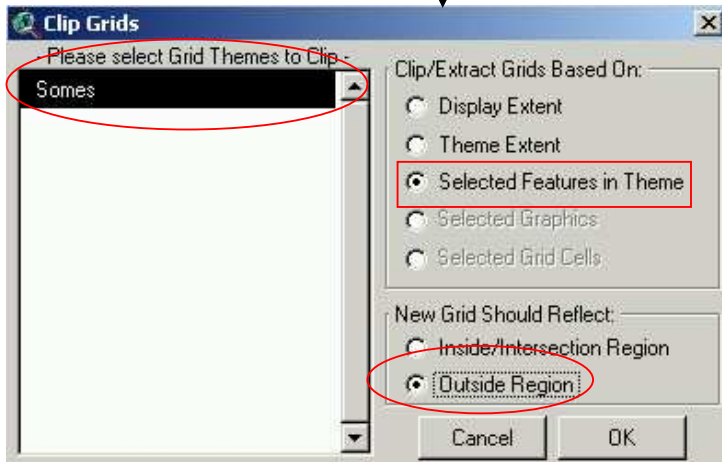 Clip Grids
- Please select Grid Themes to Clip -
Somes
Clip/Extract Grids Based On:
Display Extent
Theme Extent
Selected Features in Theme
Selected Graphics
Selected Grid Cells
New Grid Should Reflect:
Inside/Intersection Region
Outside Region
Cancel OK